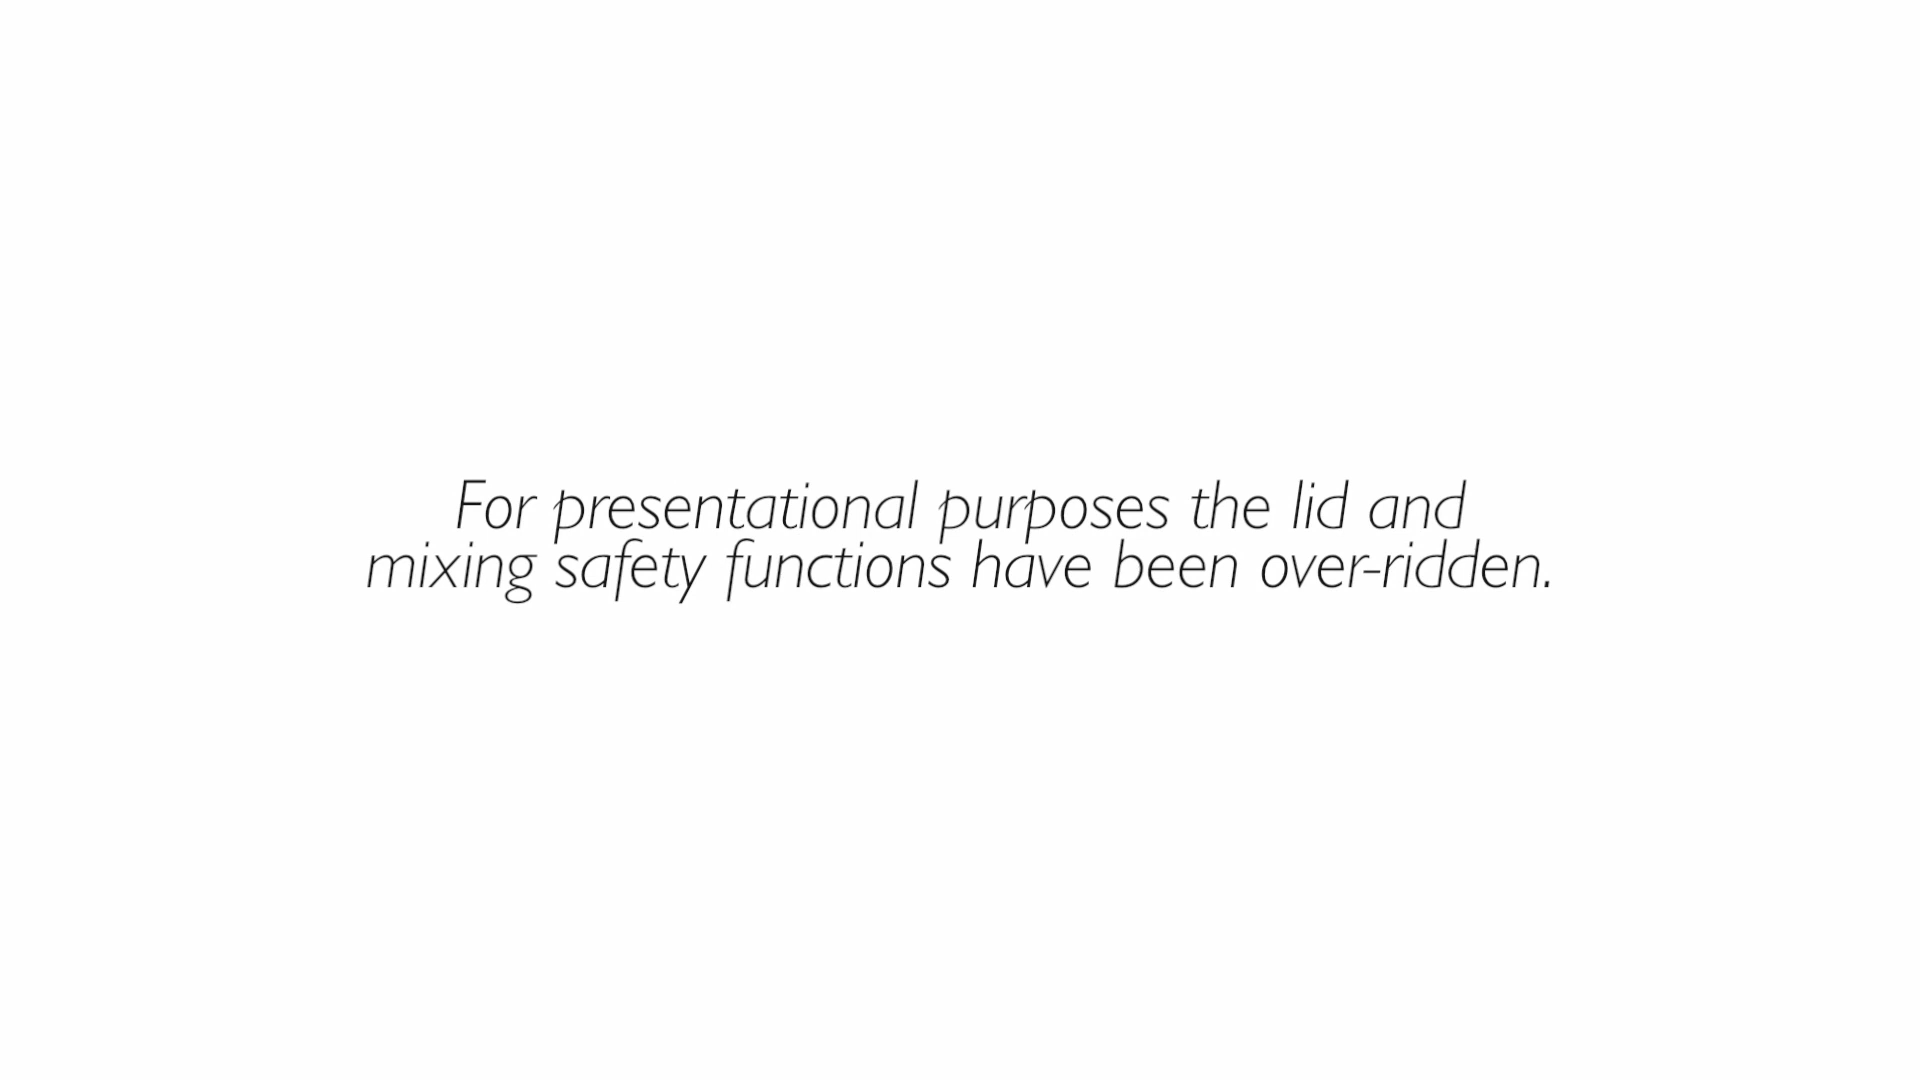 For presentational purposes the lid and
mixing safety functions have been over-ridden.